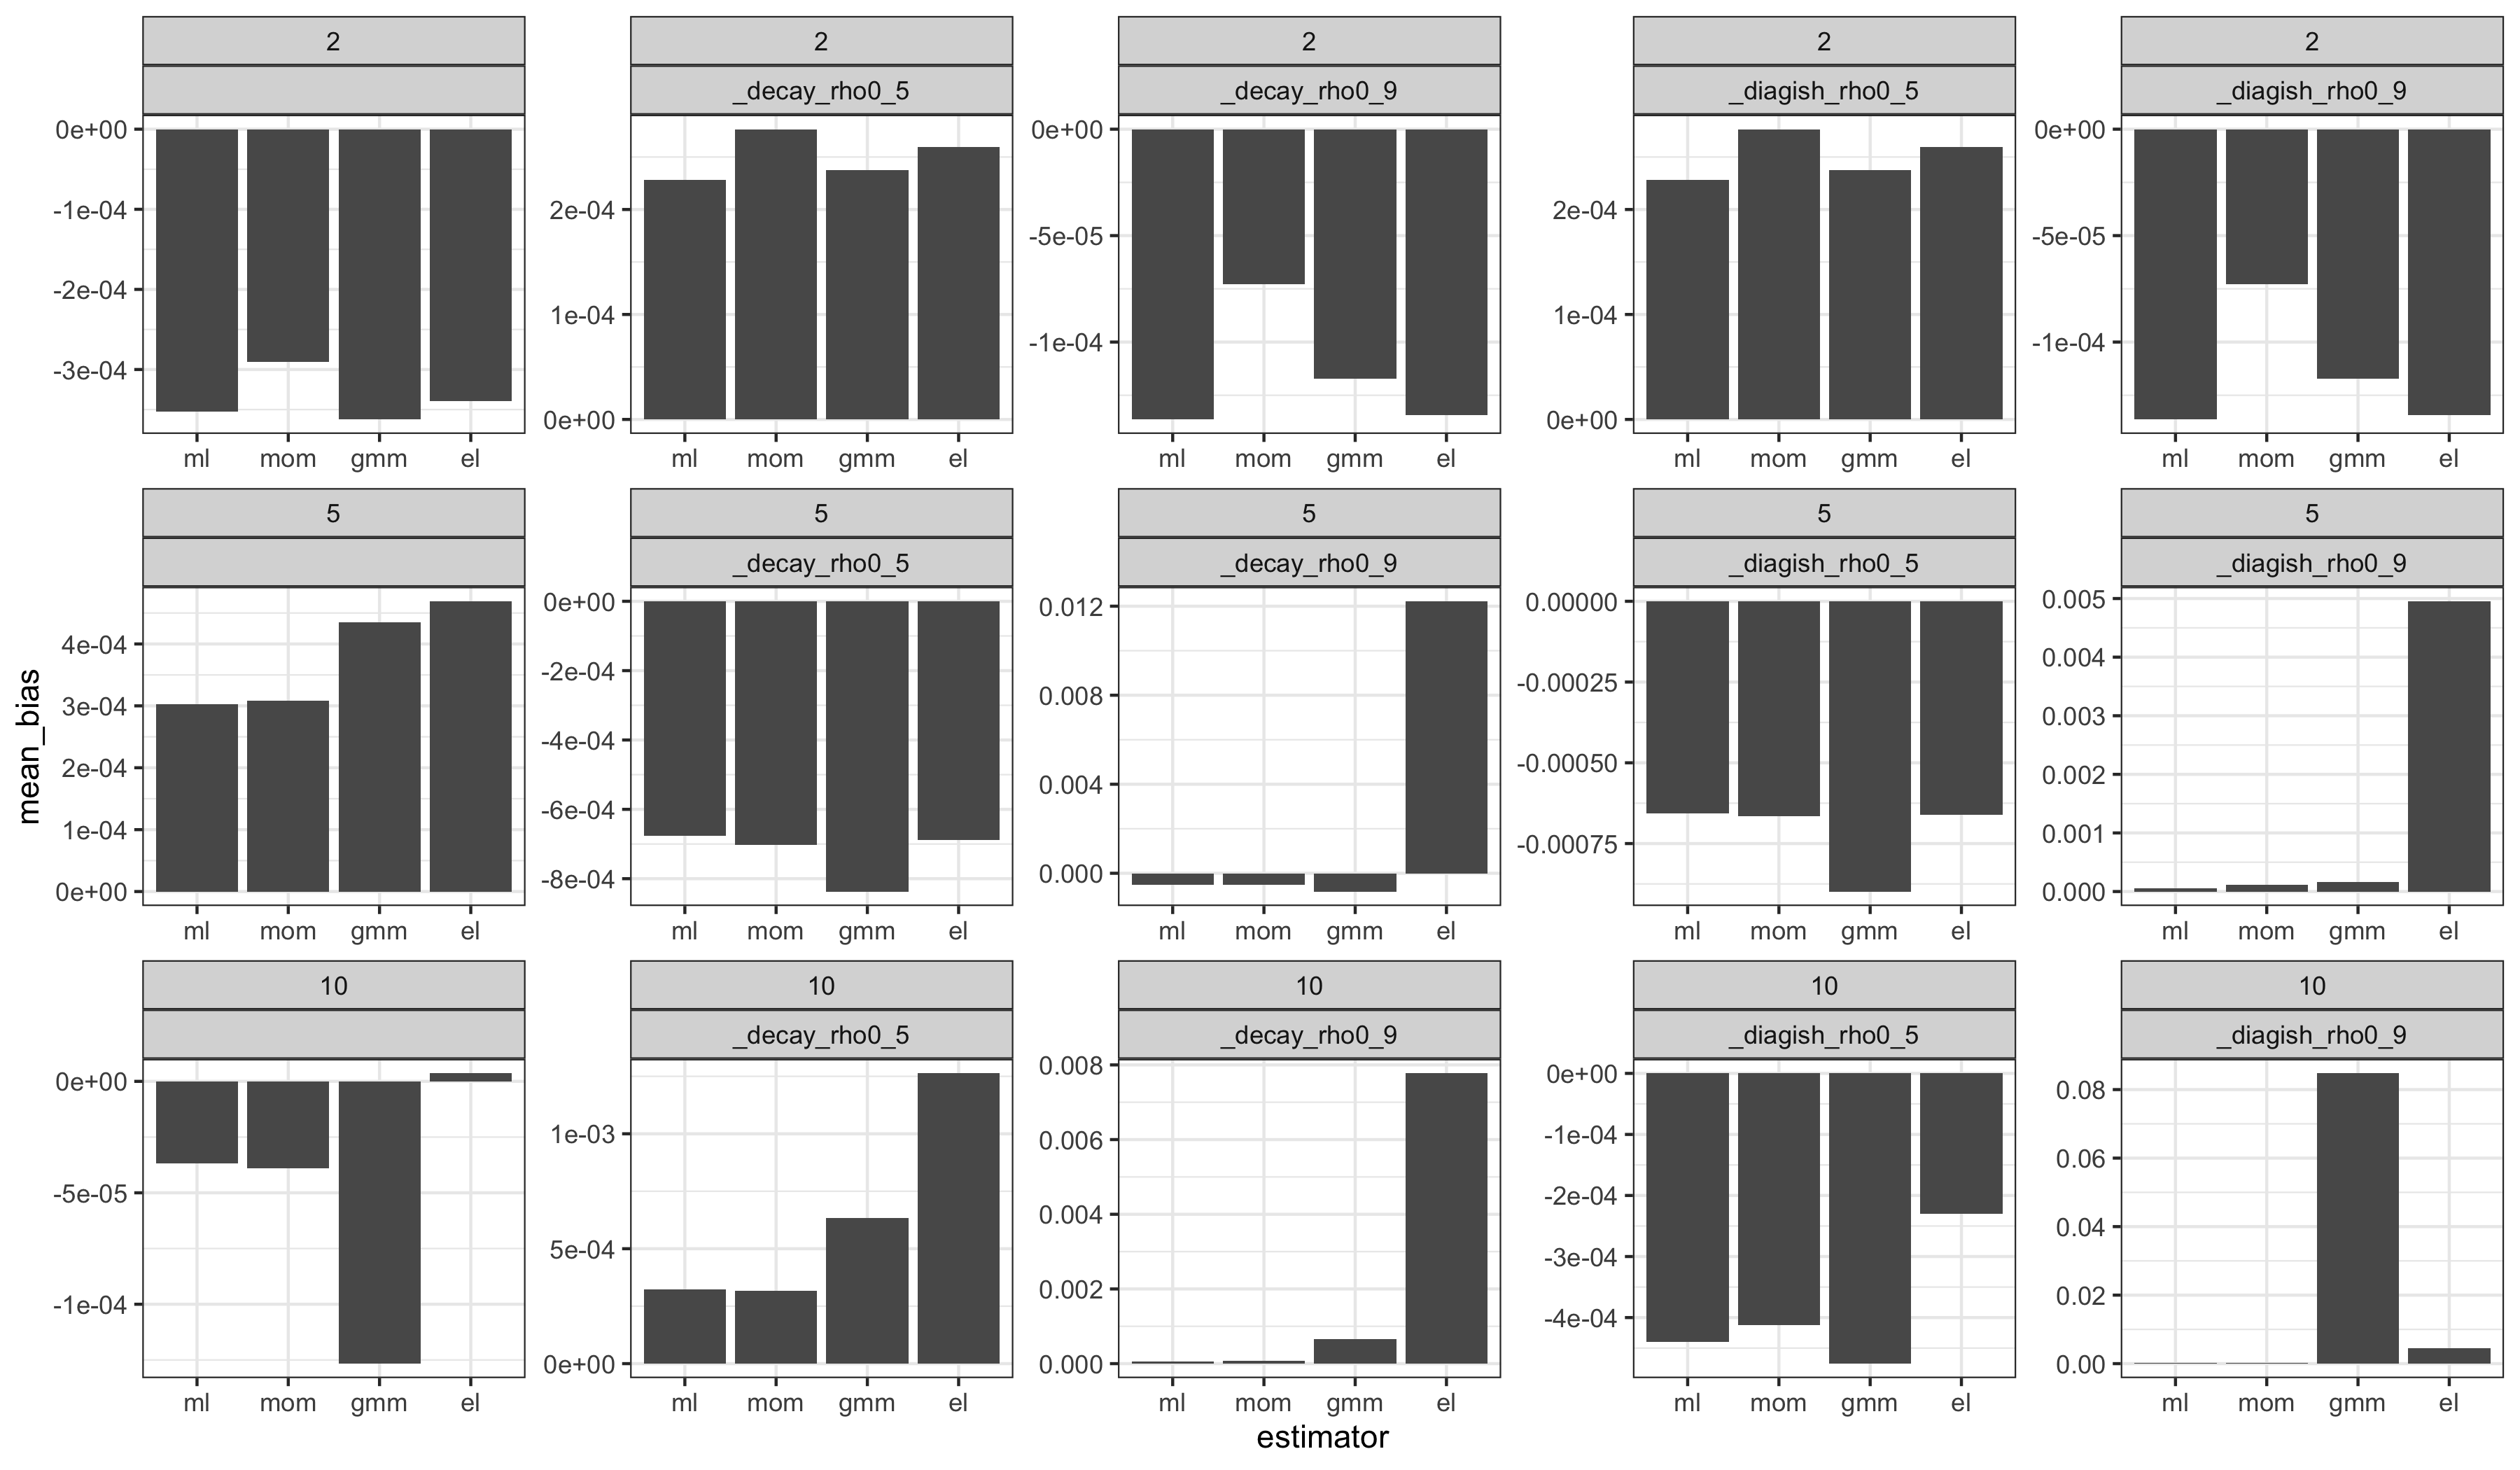 2 2 2 2 2
_decay_rho0_5 _decay_rho0_9 _diagish_rho0_5 _diagish_rho0_9
0e+00
-1e-04
-2e-04
-3e-04
ml mom gmm el
2e-04
1e-04
0e+00
ml mom gmm el
0e+00
-5e-05
-1e-04
ml mom gmm el
2e-04
1e-04
0e+00
ml mom gmm el
0e+00
-5e-05
-1e-04
ml mom gmm el
mean_bias
5 5 5 5 5
_decay_rho0_5 _decay_rho0_9 _diagish_rho0_5 _diagish_rho0_9
4e-04
3e-04
2e-04
1e-04
0e+00
ml mom gmm el
0e+00
-2e-04
-4e-04
-6e-04
-8e-04
ml mom gmm el
0.012
0.008
0.004
0.000
ml mom gmm el
0.00000
-0.00025
-0.00050
-0.00075
ml mom gmm el
0.005
0.004
0.003
0.002
0.001
0.000
ml mom gmm el
10 10 10 10 10
_decay_rho0_5 _decay_rho0_9 _diagish_rho0_5 _diagish_rho0_9
0e+00
-5e-05
-1e-04
ml mom gmm el
1e-03
5e-04
0e+00
ml mom gmm el
0.008
0.006
0.004
0.002
0.000
ml mom gmm el
0e+00
-1e-04
-2e-04
-3e-04
-4e-04
ml mom gmm el
0.08
0.06
0.04
0.02
0.00
ml mom gmm el
estimator